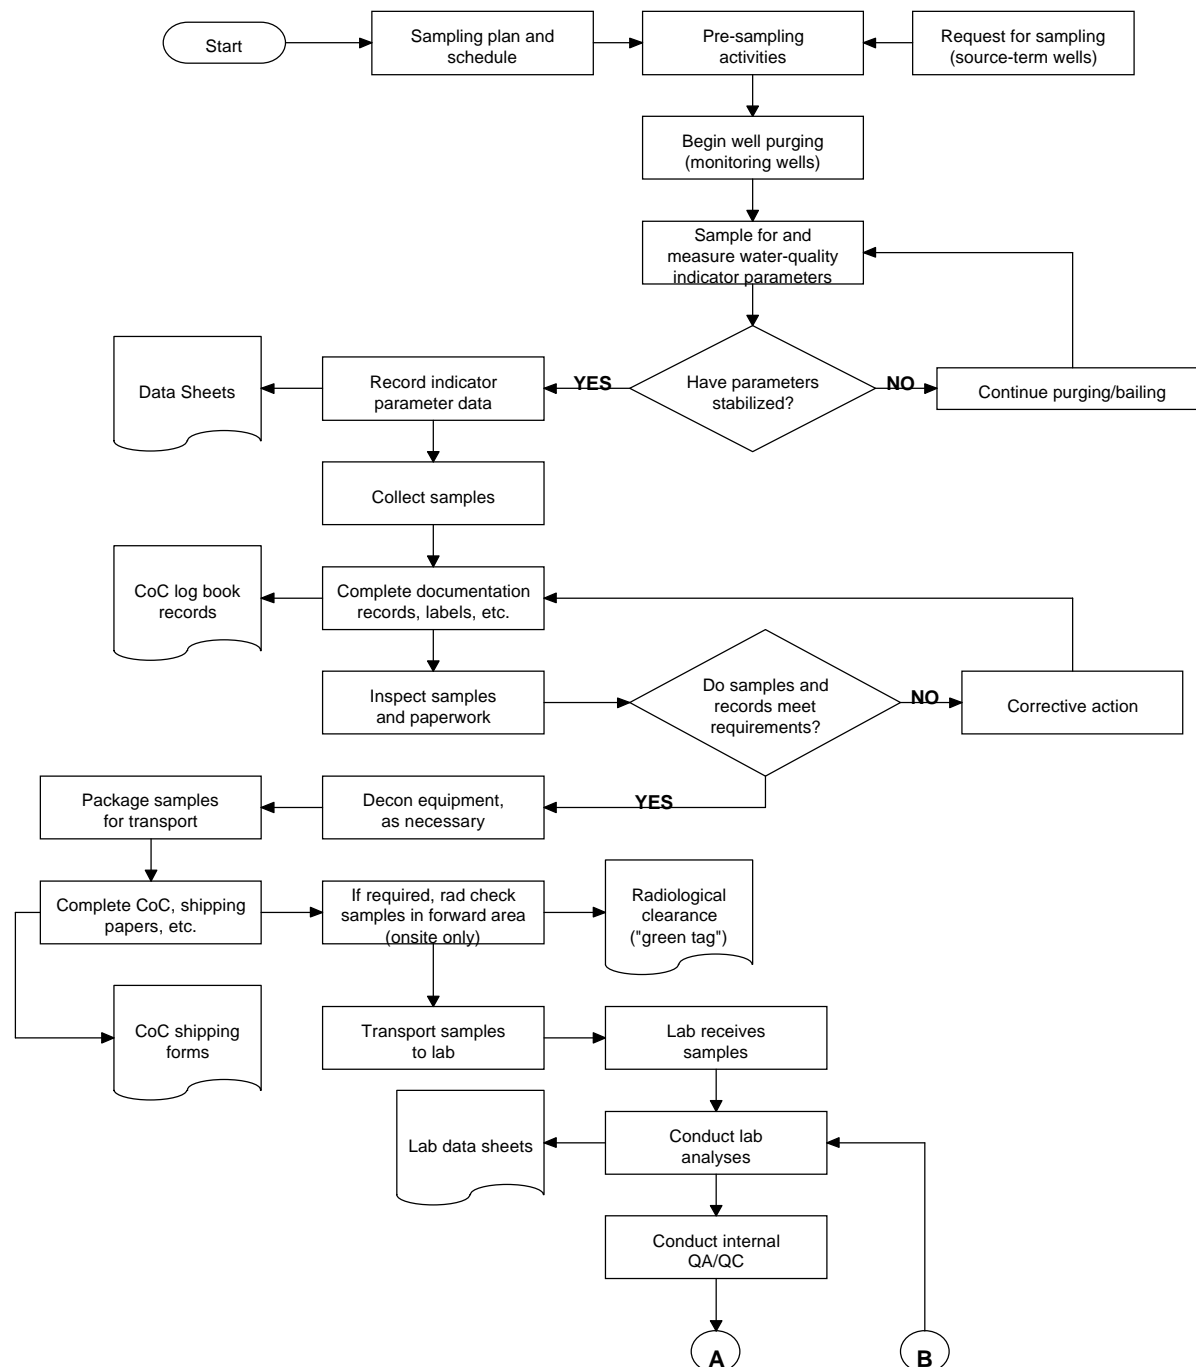 Start
Sampling plan and
schedule
Pre-sampling
activities
Request for sampling
(source-term wells)
Begin well purging
(monitoring wells)
Sample for and
measure water-quality
indicator parameters
Data Sheets
Record indicator
parameter data
YES
Have parameters
stabilized?
NO
Continue purging/bailing
Collect samples
CoC log book
records
Complete documentation
records, labels, etc.
Inspect samples
and paperwork
Do samples and
records meet
requirements?
NO
Corrective action
Package samples
for transport
Decon equipment,
as necessary
YES
Complete CoC, shipping
papers, etc.
If required, rad check
samples in forward area
(onsite only)
Radiological
clearance
("green tag")
CoC shipping
forms
Transport samples
to lab
Lab receives
samples
Lab data sheets
Conduct lab
analyses
Conduct internal
QA/QC
A
B